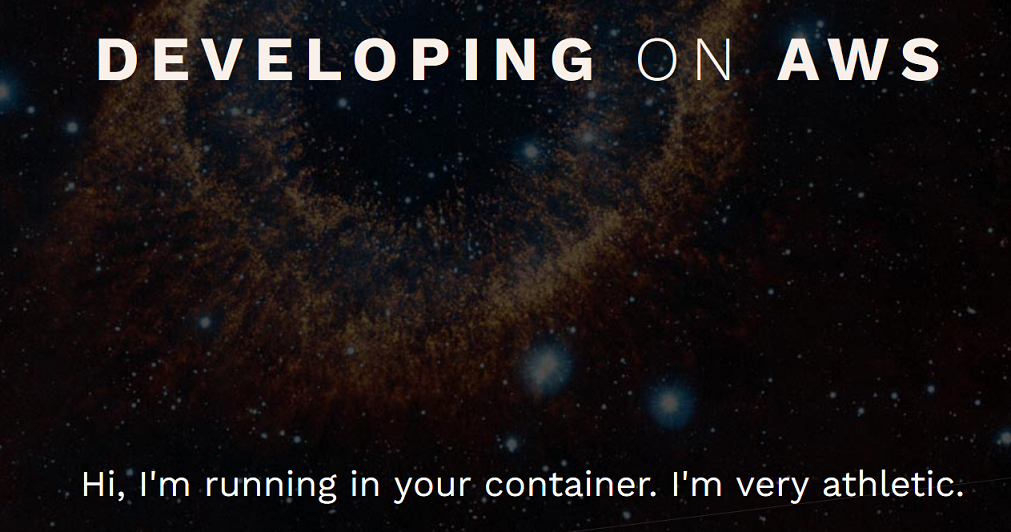 DEVELOPING ON AWS
Hi, I'm running in your container. I'm very athletic.